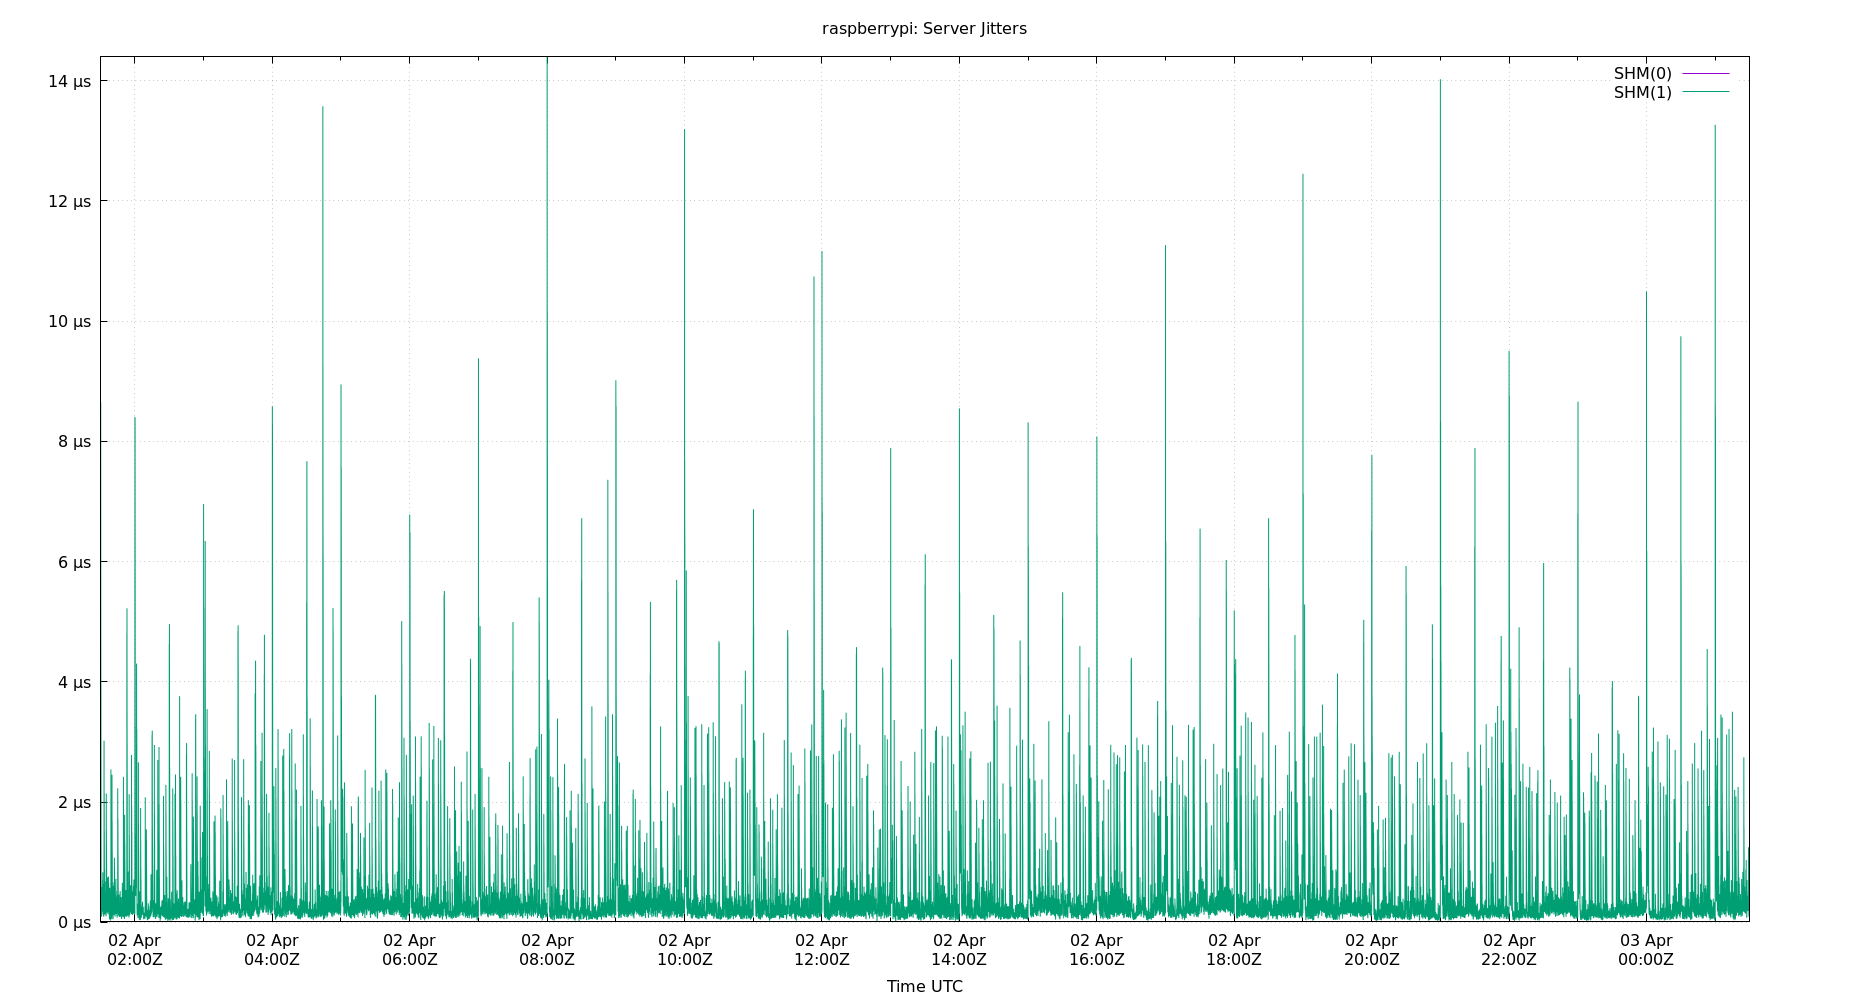 raspberrypi: Server Jitters
SHM(0)
SHM(1)
14 µs
12 µs
10 µs
8 µs
6 µs
4 µs
2 µs
0 µs
02 Apr 02 Apr 02 Apr 02 Apr 02 Apr 02 Apr 02 Apr 02 Apr 02 Apr 02 Apr 02 Apr 03 Apr
02:00Z 04:00Z 06:00Z 08:00Z 10:00Z 12:00Z 14:00Z 16:00Z 18:00Z 20:00Z 22:00Z 00:00Z
Time UTC